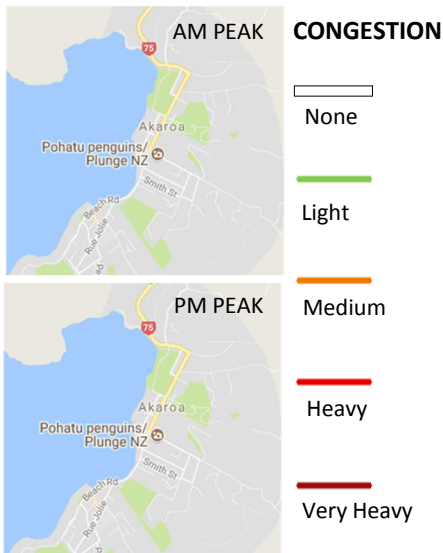 AM PEAK
75
Akaroa
Pohatu penguins/
Plunge NZ
Smith St
Beach Rd
Rue Jolie
PM PEAK
75
Akaroa
Pohatu penguins/
Plunge NZ
Smith St
Beach Rd
Rue Jolie
CONGESTION
None
Light
Medium
Heavy
Very Heavy